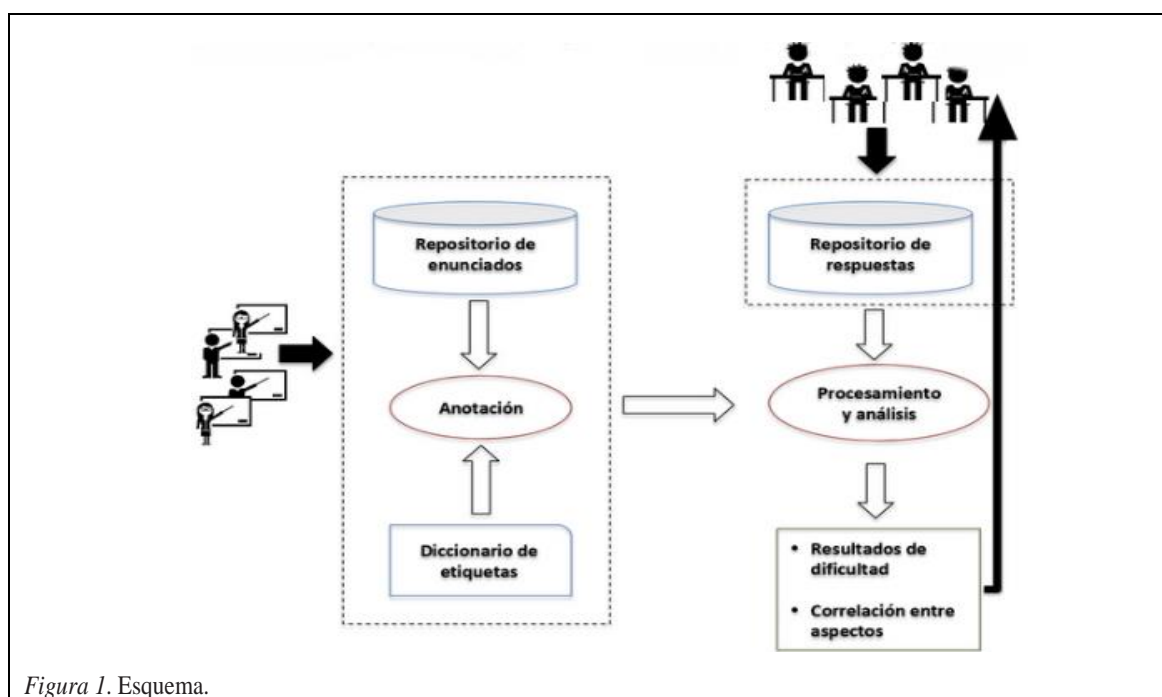 Repositorio de
enunciados
Anotación
Diccionario de
etiquetas
Repositorio de
respuestas
Procesamiento
y análisis
• Resultados de
dificultad
• Correlación entre
aspectos
Figura 1. Esquema.